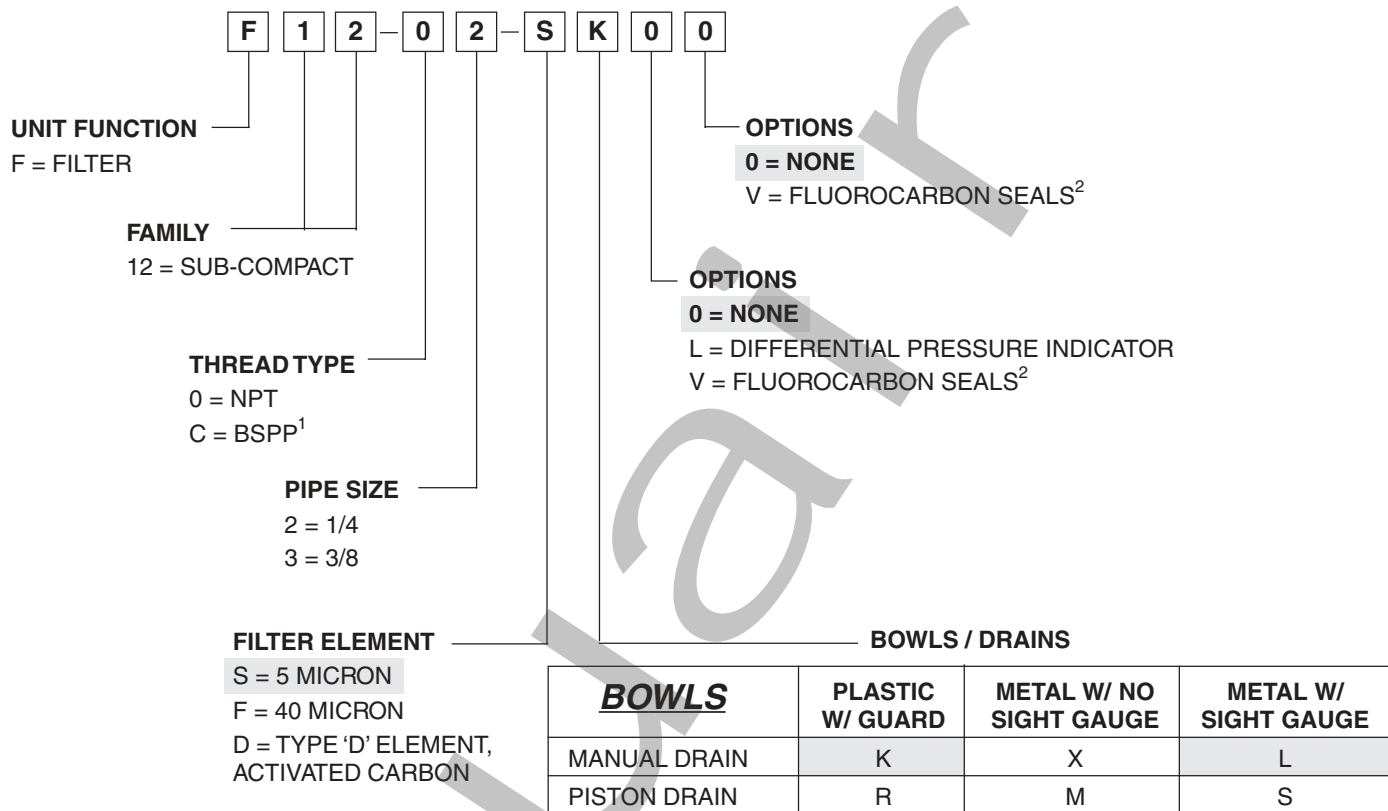 F 1 2 – 0 2 – S K 0 0
UNIT FUNCTION
F = FILTER
FAMILY
12 = SUB-COMPACT
THREAD TYPE
0 = NPT
C = BSPP¹
PIPE SIZE
2 = 1/4
3 = 3/8
FILTER ELEMENT
S = 5 MICRON
F = 40 MICRON
D = TYPE ‘D’ ELEMENT,
ACTIVATED CARBON
OPTIONS
0 = NONE
V = FLUOROCARBON SEALS²
OPTIONS
0 = NONE
L = DIFFERENTIAL PRESSURE INDICATOR
V = FLUOROCARBON SEALS²
BOWLS / DRAINS
BOWLS PLASTIC W/ GUARD METAL W/ NO SIGHT GAUGE METAL W/ SIGHT GAUGE
MANUAL DRAIN K X L
PISTON DRAIN R M S